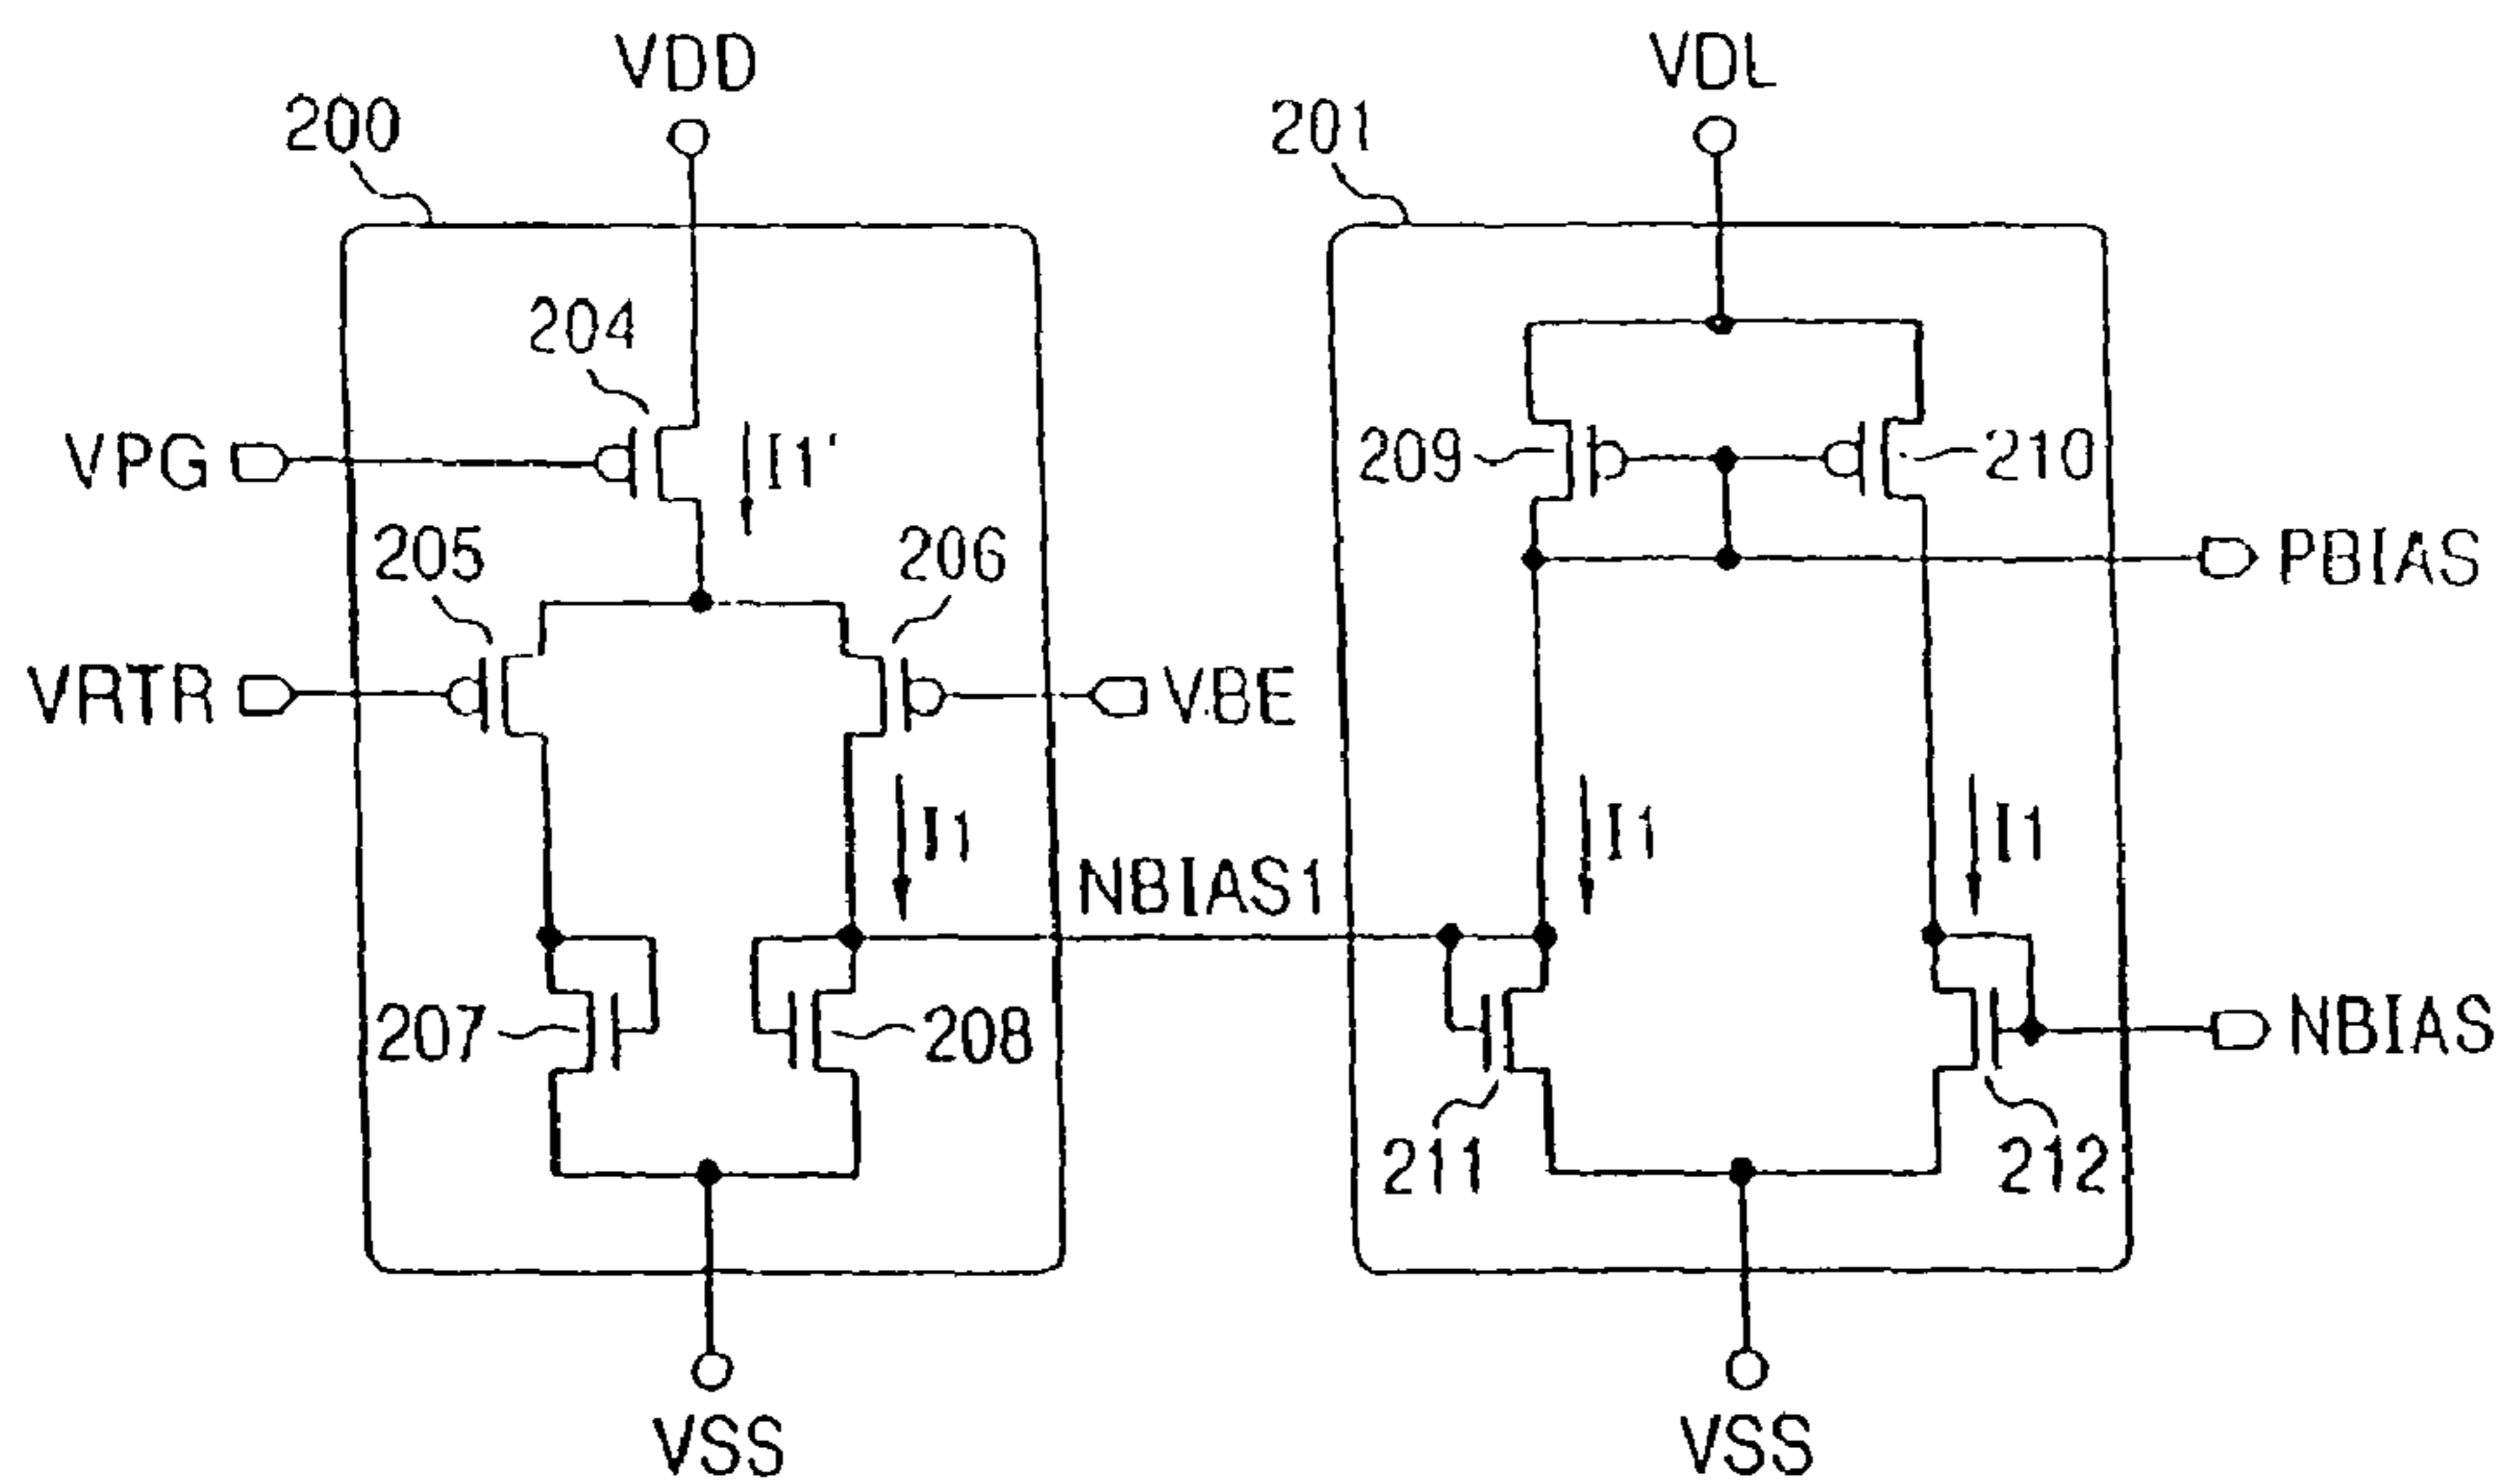 VDD
VDL
200
201
204
I1'
VPG
209
210
205
206
PBIAS
VRTR
VBE
I1
I1
I1
NBIAS1
207
208
NBIAS
211
212
VSS
VSS